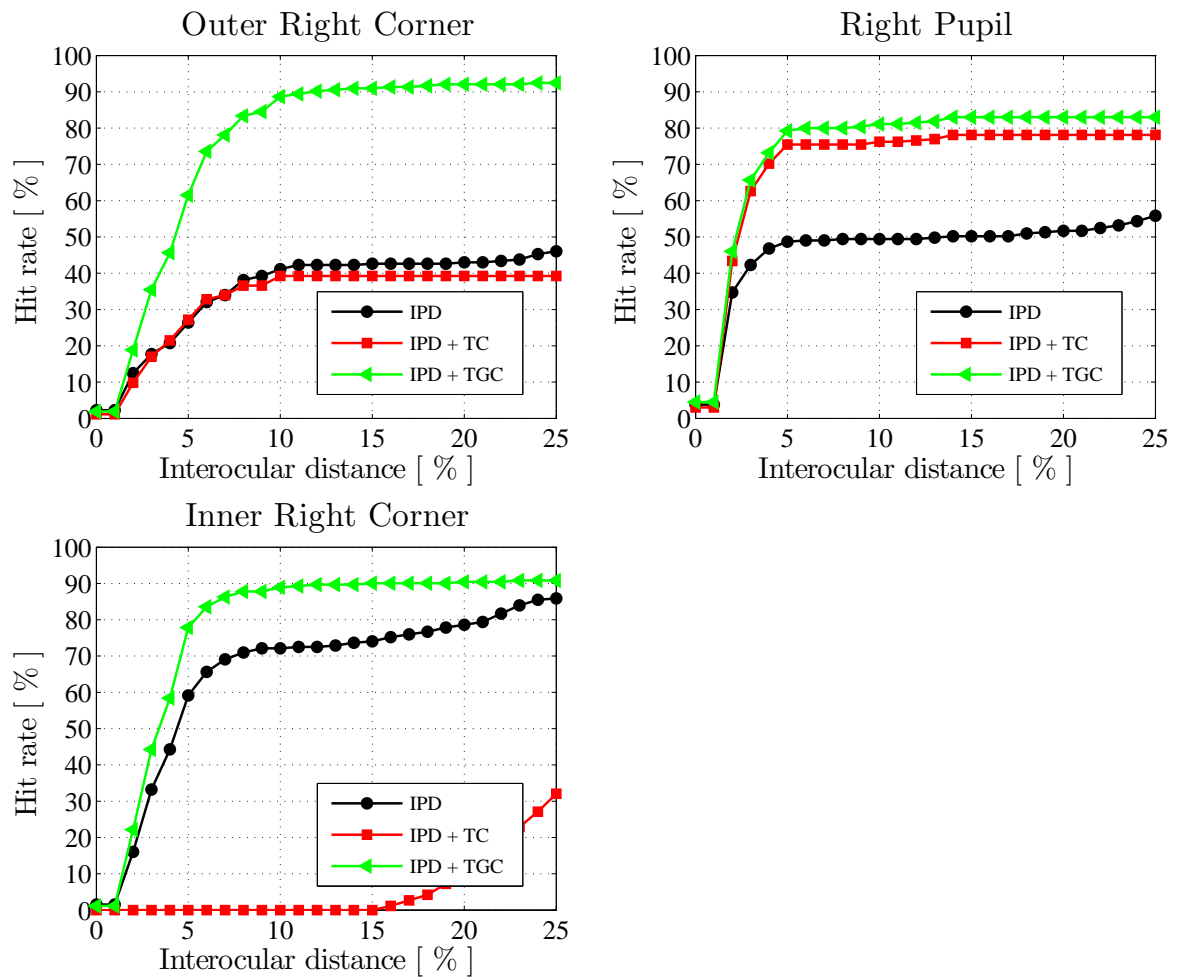 Outer Right Corner
100
90
80
70
60
50
40
30
20
10
0
Hit rate [ % ]
IPD
IPD + TC
IPD + TGC
0 5 10 15 20 25
Interocular distance [ % ]
Right Pupil
100
90
80
70
60
50
40
30
20
10
0
Hit rate [ % ]
IPD
IPD + TC
IPD + TGC
0 5 10 15 20 25
Interocular distance [ % ]
Inner Right Corner
100
90
80
70
60
50
40
30
20
10
0
Hit rate [ % ]
IPD
IPD + TC
IPD + TGC
0 5 10 15 20 25
Interocular distance [ % ]